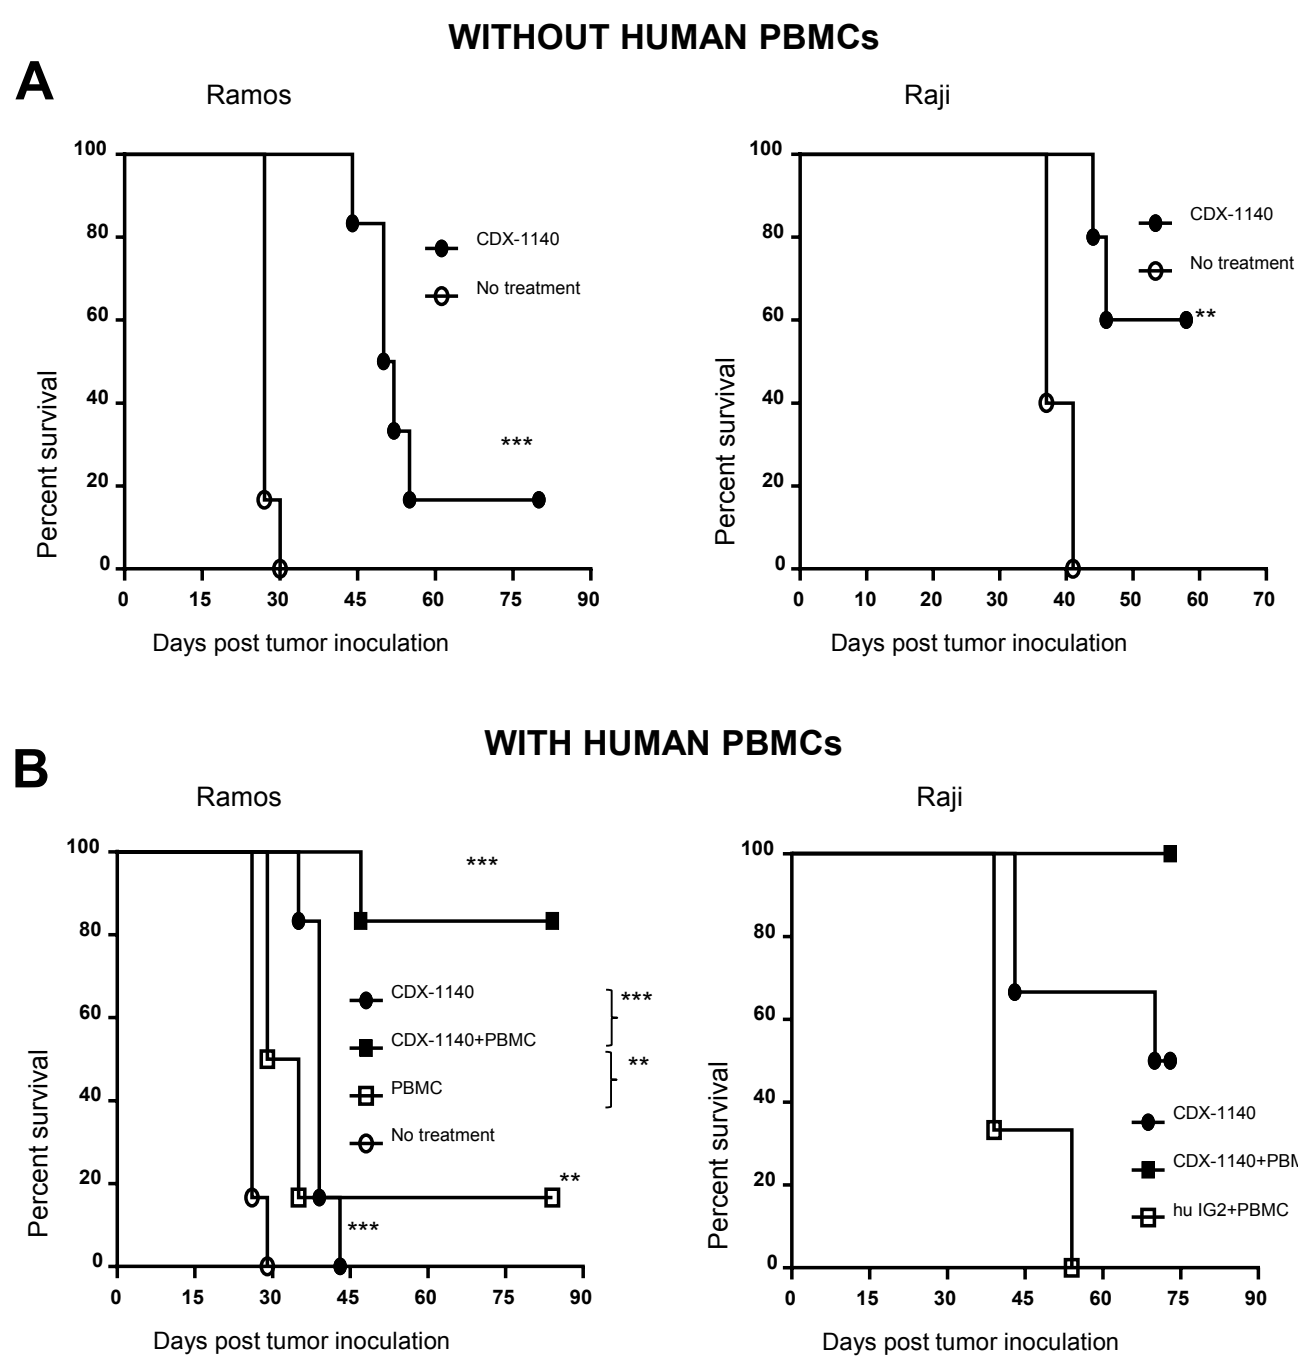 WITHOUT HUMAN PBMCs
A
Ramos
100
80
60
40
20
0
0 15 30 45 60 75 90
Percent survival
Days post tumor inoculation
CDX-1140
No treatment
***
Raji
100
80
60
40
20
0
0 10 20 30 40 50 60 70
Percent survival
Days post tumor inoculation
CDX-1140
No treatment
**
WITH HUMAN PBMCs
B
Ramos
100
80
60
40
20
0
0 15 30 45 60 75 90
Percent survival
Days post tumor inoculation
***
CDX-1140
CDX-1140+PBMC
PBMC
No treatment
***
**
**
***
Raji
100
80
60
40
20
0
0 15 30 45 60 75 90
Percent survival
Days post tumor inoculation
CDX-1140
CDX-1140+PBM
hu IG2+PBMC